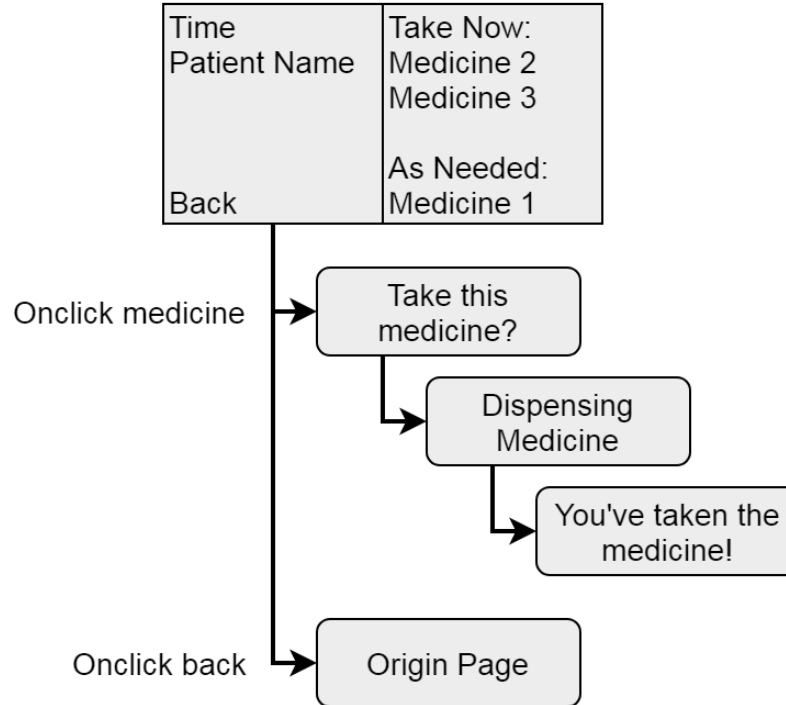 Time
Patient Name
Back
Take Now:
Medicine 2
Medicine 3
As Needed:
Medicine 1
Onclick medicine
Take this
medicine?
Dispensing
Medicine
You've taken the
medicine!
Onclick back
Origin Page